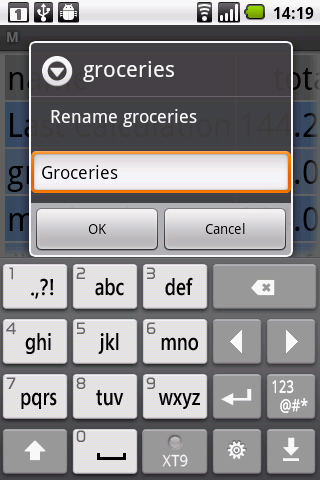 1 14:19
M
groceries
Rename groceries
Groceries
OK Cancel
1 .,?! 2 abc 3 def
4 ghi 5 jkl 6 mno
7 pqrs 8 tuv 9 wxyz 123 @#*
0 XT9